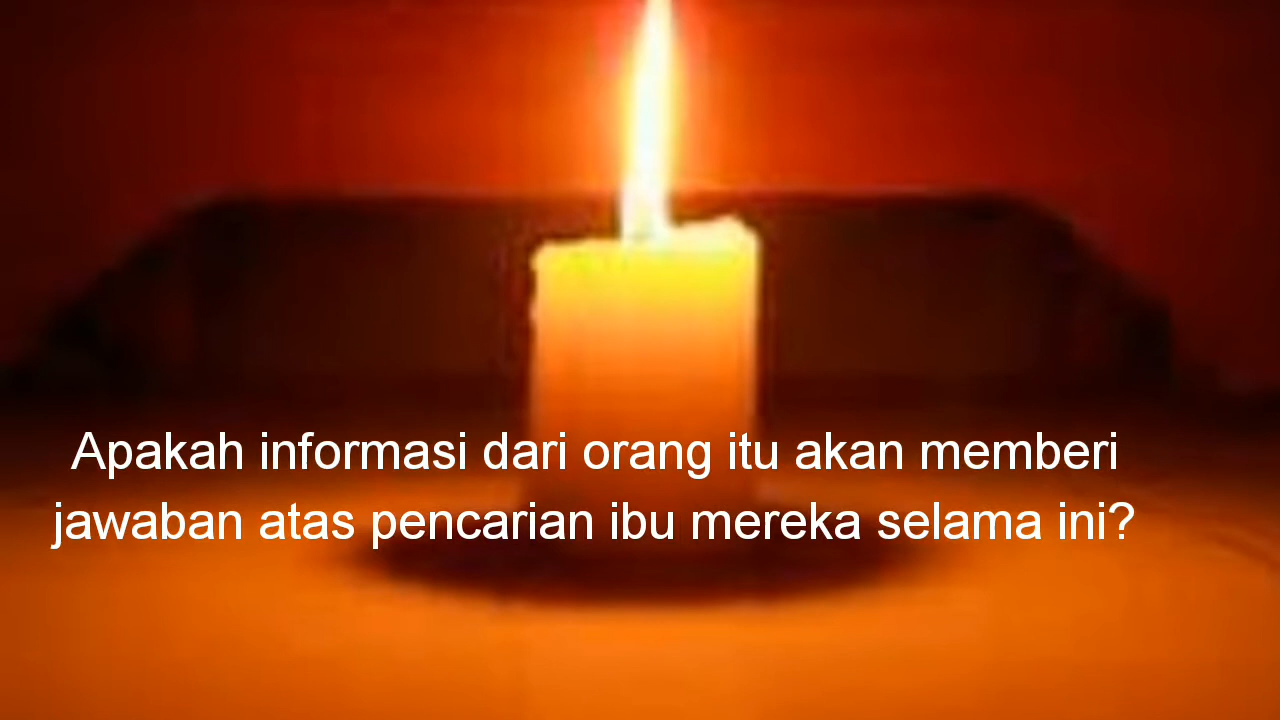 Apakah informasi dari orang itu akan memberi
jawaban atas pencarian ibu mereka selama ini?